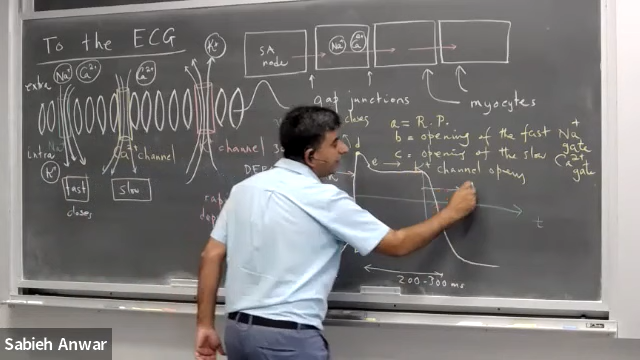 To the ECG
extra
Na+
Ca2+
Ca2+
K+
SA node
Na+
Ca2+
gap junctions
myocytes
intra
K+
channel
channel
fast
slow
closes
a = R.P.
b = opening of the fast Na+ gate
c = opening of the slow Ca2+ gate
channel opens
d
e
t
200-300 ms
Sabieh Anwar